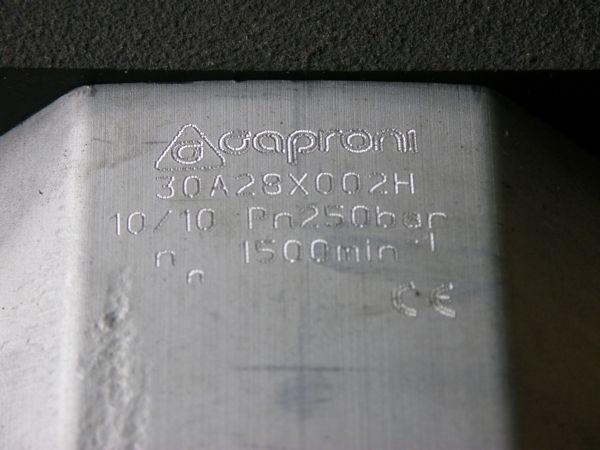 caproni
30A28X002H
10/10 Pn250bar
n n 1500min-1
CE